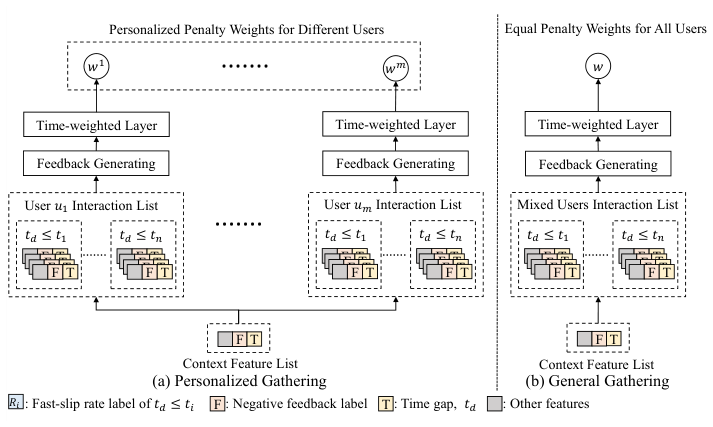 Personalized Penalty Weights for Different Users
w¹ ······· wᵐ
Time-weighted Layer
Time-weighted Layer
Feedback Generating
Feedback Generating
User u₁ Interaction List
User uₘ Interaction List
t_d ≤ t₁ t_d ≤ tₙ
t_d ≤ t₁ t_d ≤ tₙ
F T F T
F T F T
F T
Context Feature List
(a) Personalized Gathering
Equal Penalty Weights for All Users
w
Time-weighted Layer
Feedback Generating
Mixed Users Interaction List
t_d ≤ t₁ t_d ≤ tₙ
F T F T
F T
Context Feature List
(b) General Gathering
R_i: Fast-slip rate label of t_d ≤ t_i F: Negative feedback label T: Time gap, t_d : Other features